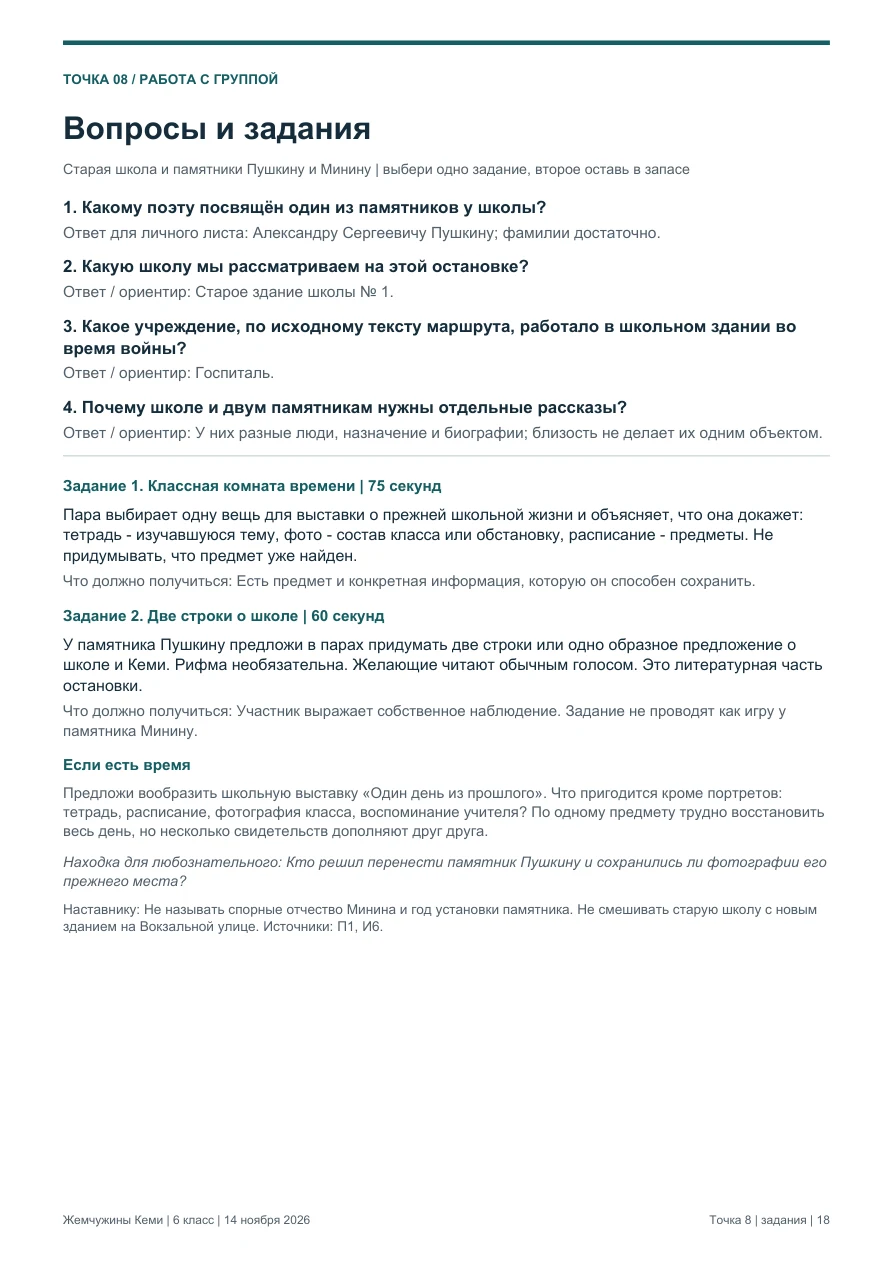 ТОЧКА 08 / РАБОТА С ГРУППОЙ
Вопросы и задания
Старая школа и памятники Пушкину и Минину | выбери одно задание, второе оставь в запасе
1. Какому поэту посвящён один из памятников у школы?
Ответ для личного листа: Александру Сергеевичу Пушкину; фамилии достаточно.
2. Какую школу мы рассматриваем на этой остановке?
Ответ / ориентир: Старое здание школы № 1.
3. Какое учреждение, по исходному тексту маршрута, работало в школьном здании во
время войны?
Ответ / ориентир: Госпиталь.
4. Почему школе и двум памятникам нужны отдельные рассказы?
Ответ / ориентир: У них разные люди, назначение и биографии; близость не делает их одним объектом.
Задание 1. Классная комната времени | 75 секунд
Пара выбирает одну вещь для выставки о прежней школьной жизни и объясняет, что она докажет:
тетрадь - изучавшуюся тему, фото - состав класса или обстановку, расписание - предметы. Не
придумывать, что предмет уже найден.
Что должно получиться: Есть предмет и конкретная информация, которую он способен сохранить.
Задание 2. Две строки о школе | 60 секунд
У памятника Пушкину предложи в парах придумать две строки или одно образное предложение о
школе и Кеми. Рифма необязательна. Желающие читают обычным голосом. Это литературная часть
остановки.
Что должно получиться: Участник выражает собственное наблюдение. Задание не проводят как игру у
памятника Минину.
Если есть время
Предложи вообразить школьную выставку «Один день из прошлого». Что пригодится кроме портретов:
тетрадь, расписание, фотография класса, воспоминание учителя? По одному предмету трудно восстановить
весь день, но несколько свидетельств дополняют друг друга.
Находка для любознательного: Кто решил перенести памятник Пушкину и сохранились ли фотографии его
прежнего места?
Наставнику: Не называть спорные отчество Минина и год установки памятника. Не смешивать старую школу с новым
зданием на Вокзальной улице. Источники: П1, И6.
Жемчужины Кеми | 6 класс | 14 ноября 2026
Точка 8 | задания | 18